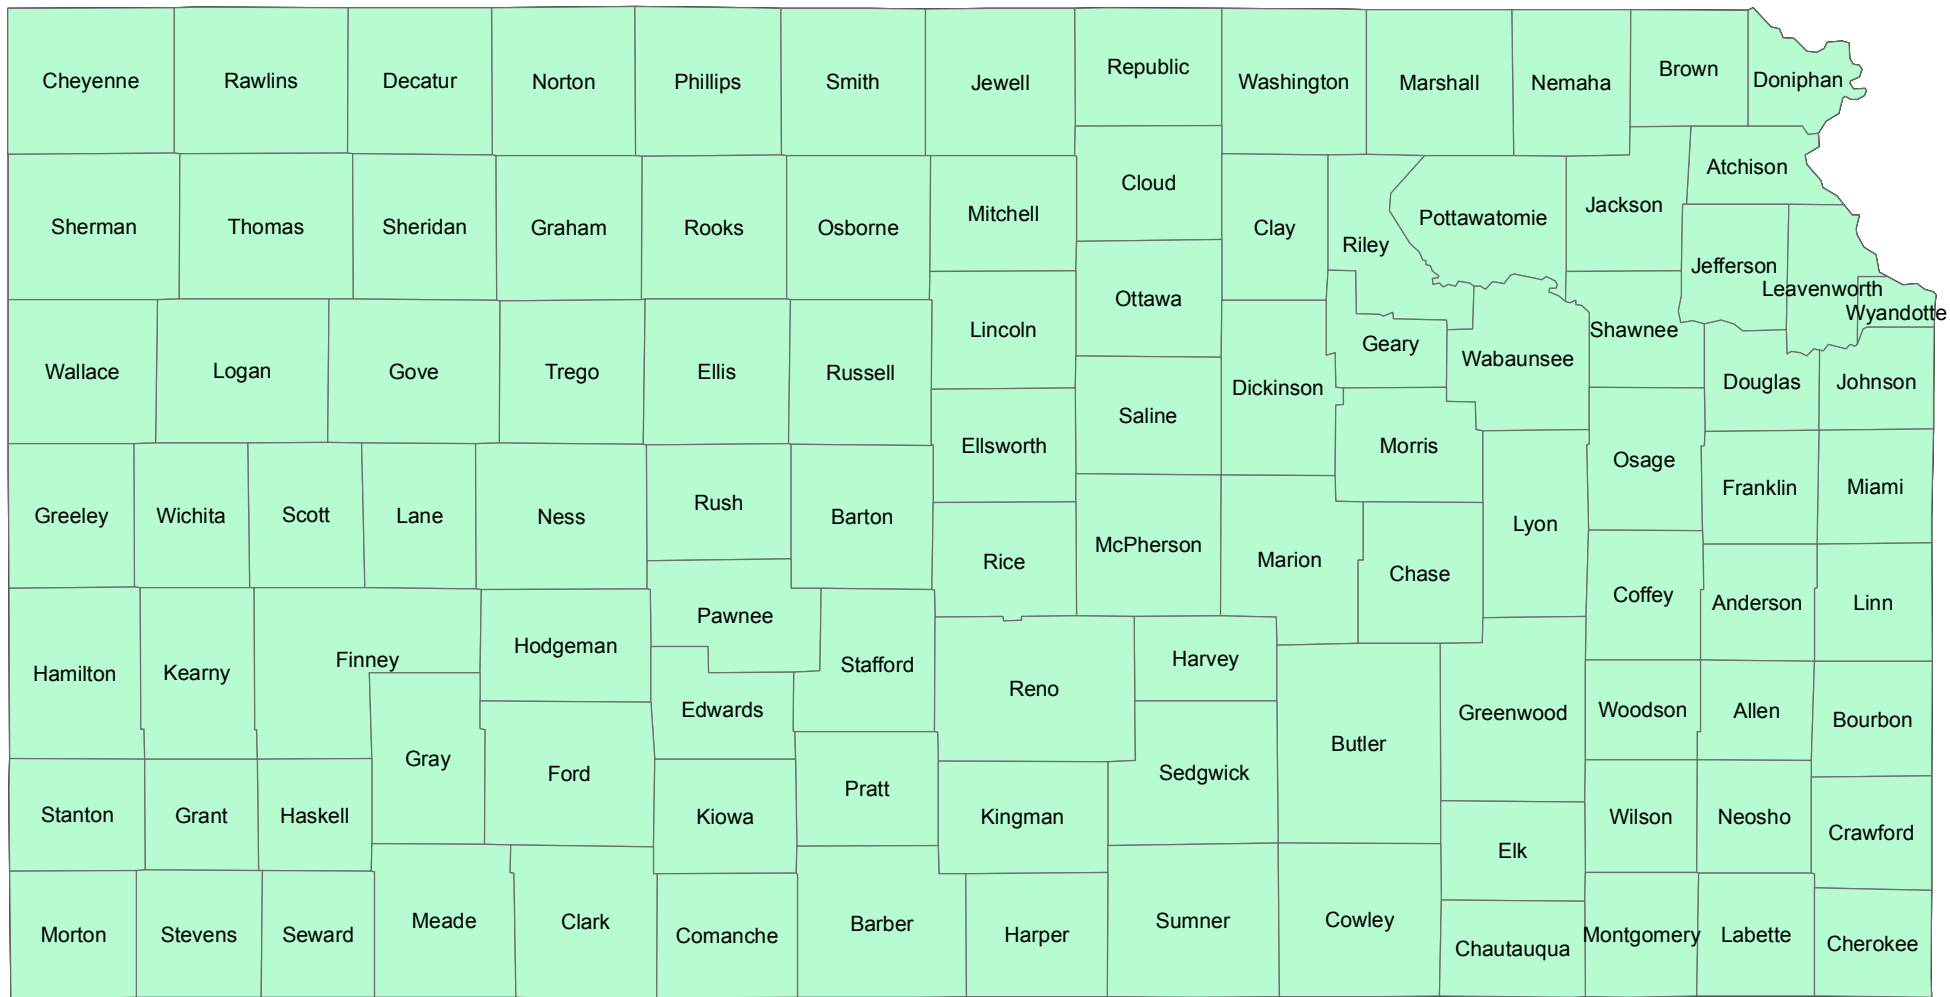 Cheyenne
Rawlins
Decatur
Norton
Phillips
Smith
Jewell
Republic
Washington
Marshall
Nemaha
Brown
Doniphan
Sherman
Thomas
Sheridan
Graham
Rooks
Osborne
Mitchell
Cloud
Clay
Riley
Pottawatomie
Jackson
Atchison
Jefferson
Leavenworth
Wyandotte
Wallace
Logan
Gove
Trego
Ellis
Russell
Lincoln
Ottawa
Dickinson
Geary
Wabaunsee
Shawnee
Douglas
Johnson
Ellsworth
Saline
Morris
Osage
Franklin
Miami
Greeley
Wichita
Scott
Lane
Ness
Rush
Barton
Rice
McPherson
Marion
Chase
Lyon
Coffey
Anderson
Linn
Hamilton
Kearny
Finney
Hodgeman
Pawnee
Stafford
Edwards
Reno
Harvey
Butler
Greenwood
Woodson
Allen
Bourbon
Gray
Ford
Kiowa
Pratt
Kingman
Sedgwick
Stanton
Grant
Haskell
Elk
Wilson
Neosho
Crawford
Morton
Stevens
Seward
Meade
Clark
Comanche
Barber
Harper
Sumner
Cowley
Chautauqua
Montgomery
Labette
Cherokee